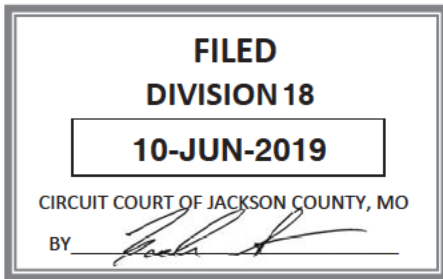 FILED
DIVISION 18
10-JUN-2019
CIRCUIT COURT OF JACKSON COUNTY, MO
BY